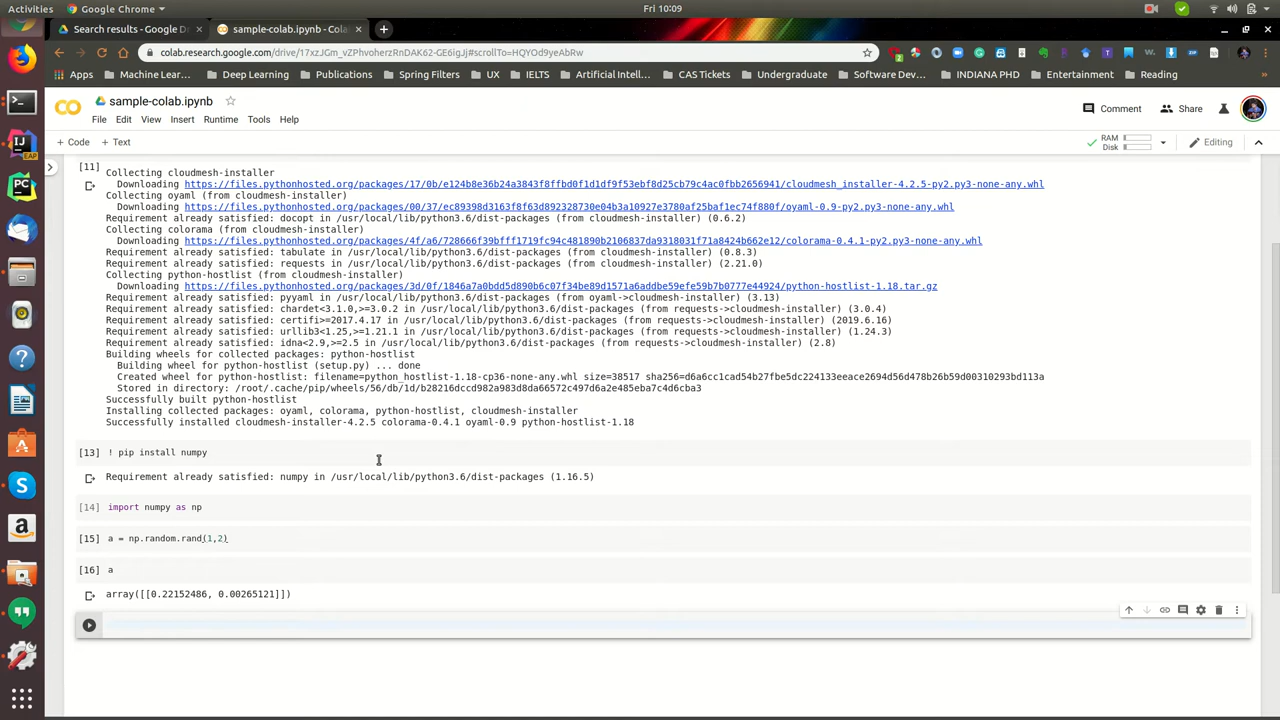 Activities
Google Chrome
Fri 10:09
Search results - Google D
sample-colab.ipynb - Cola
colab.research.google.com/drive/17xzJGm_vZPhvoherzRnDAK62-GE6igJj#scrollTo=HQYOd9yeAbRw
Apps
Machine Lear...
Deep Learning
Publications
Spring Filters
UX
IELTS
Artificial Intell...
CAS Tickets
Undergraduate
Software Dev...
INDIANA PHD
Entertainment
Reading
sample-colab.ipynb
Comment
Share
File Edit View Insert Runtime Tools Help
+ Code + Text
RAM
Disk
Editing
[11]
Collecting cloudmesh-installer
Downloading https://files.pythonhosted.org/packages/17/0b/e124b8e36b24a3843f8ffbd0f1d1df9f53ebf8d25cb79c4ac0fbb2656941/cloudmesh_installer-4.2.5-py2.py3-none-any.whl
Collecting oyaml (from cloudmesh-installer)
Downloading https://files.pythonhosted.org/packages/00/37/ec89398d3163f8f63d892328730e04b3a10927e3780af25baf1ec74f880f/oyaml-0.9-py2.py3-none-any.whl
Requirement already satisfied: docopt in /usr/local/lib/python3.6/dist-packages (from cloudmesh-installer) (0.6.2)
Collecting colorama (from cloudmesh-installer)
Downloading https://files.pythonhosted.org/packages/4f/a6/728666f39bfff1719fc94c481890b2106837da9318031f71a8424b662e12/colorama-0.4.1-py2.py3-none-any.whl
Requirement already satisfied: tabulate in /usr/local/lib/python3.6/dist-packages (from cloudmesh-installer) (0.8.3)
Requirement already satisfied: requests in /usr/local/lib/python3.6/dist-packages (from cloudmesh-installer) (2.21.0)
Collecting python-hostlist (from cloudmesh-installer)
Downloading https://files.pythonhosted.org/packages/3d/0f/1846a7a0bdd5d890b6c07f34be89d1571a6addbe59efe59b7b0777e44924/python-hostlist-1.18.tar.gz
Requirement already satisfied: pyyaml in /usr/local/lib/python3.6/dist-packages (from oyaml->cloudmesh-installer) (3.13)
Requirement already satisfied: chardet<3.1.0,>=3.0.2 in /usr/local/lib/python3.6/dist-packages (from requests->cloudmesh-installer) (3.0.4)
Requirement already satisfied: certifi>=2017.4.17 in /usr/local/lib/python3.6/dist-packages (from requests->cloudmesh-installer) (2019.6.16)
Requirement already satisfied: urllib3<1.25,>=1.21.1 in /usr/local/lib/python3.6/dist-packages (from requests->cloudmesh-installer) (1.24.3)
Requirement already satisfied: idna<2.9,>=2.5 in /usr/local/lib/python3.6/dist-packages (from requests->cloudmesh-installer) (2.8)
Building wheels for collected packages: python-hostlist
Building wheel for python-hostlist (setup.py) ... done
Created wheel for python-hostlist: filename=python_hostlist-1.18-cp36-none-any.whl size=38517 sha256=d6a6cc1cad54b27fbe5dc224133eeace2694d56d478b26b59d00310293bd113a
Stored in directory: /root/.cache/pip/wheels/56/db/1d/b28216dccd982a983d8da66572c497d6a2e485eba7c4d6cba3
Successfully built python-hostlist
Installing collected packages: oyaml, colorama, python-hostlist, cloudmesh-installer
Successfully installed cloudmesh-installer-4.2.5 colorama-0.4.1 oyaml-0.9 python-hostlist-1.18
[13] ! pip install numpy
Requirement already satisfied: numpy in /usr/local/lib/python3.6/dist-packages (1.16.5)
[14] import numpy as np
[15] a = np.random.rand(1,2)
[16] a
array([[0.22152486, 0.00265121]])